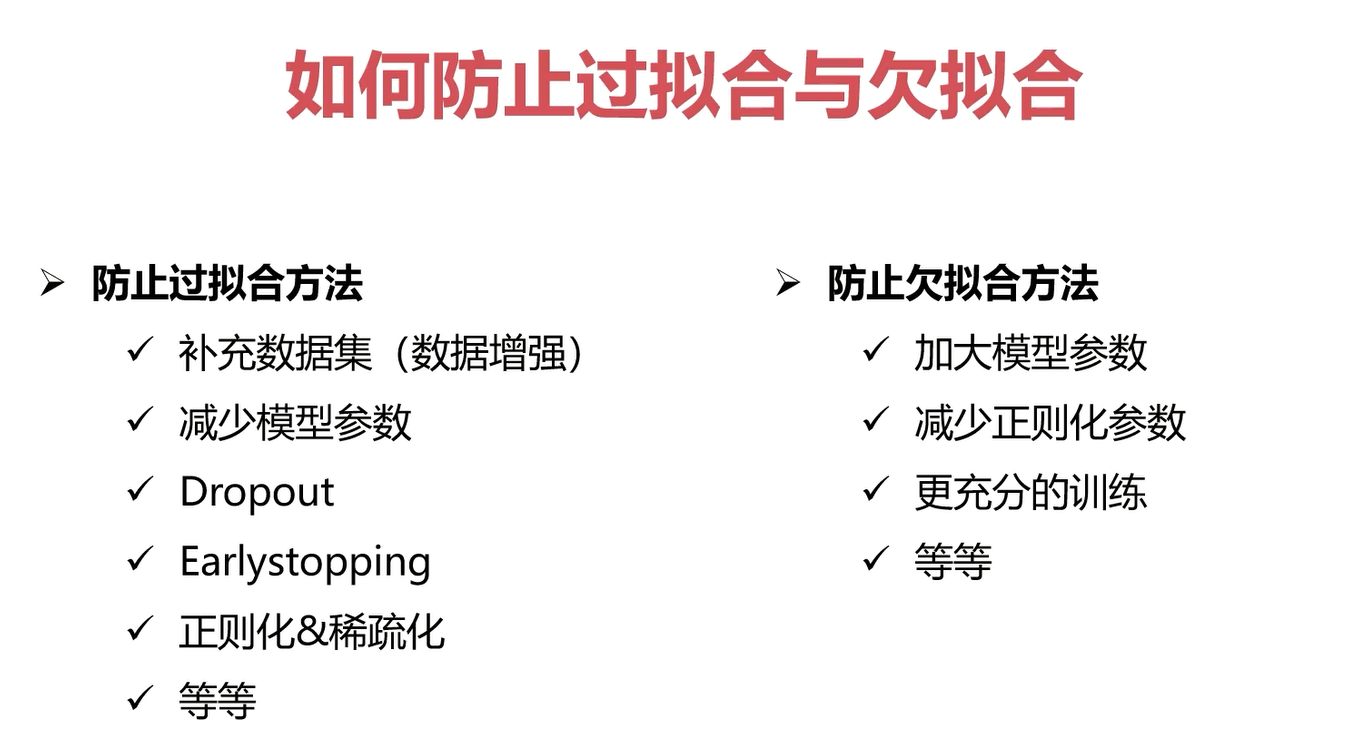 如何防止过拟合与欠拟合
防止过拟合方法
补充数据集（数据增强）
减少模型参数
Dropout
Earlystopping
正则化&稀疏化
等等
防止欠拟合方法
加大模型参数
减少正则化参数
更充分的训练
等等